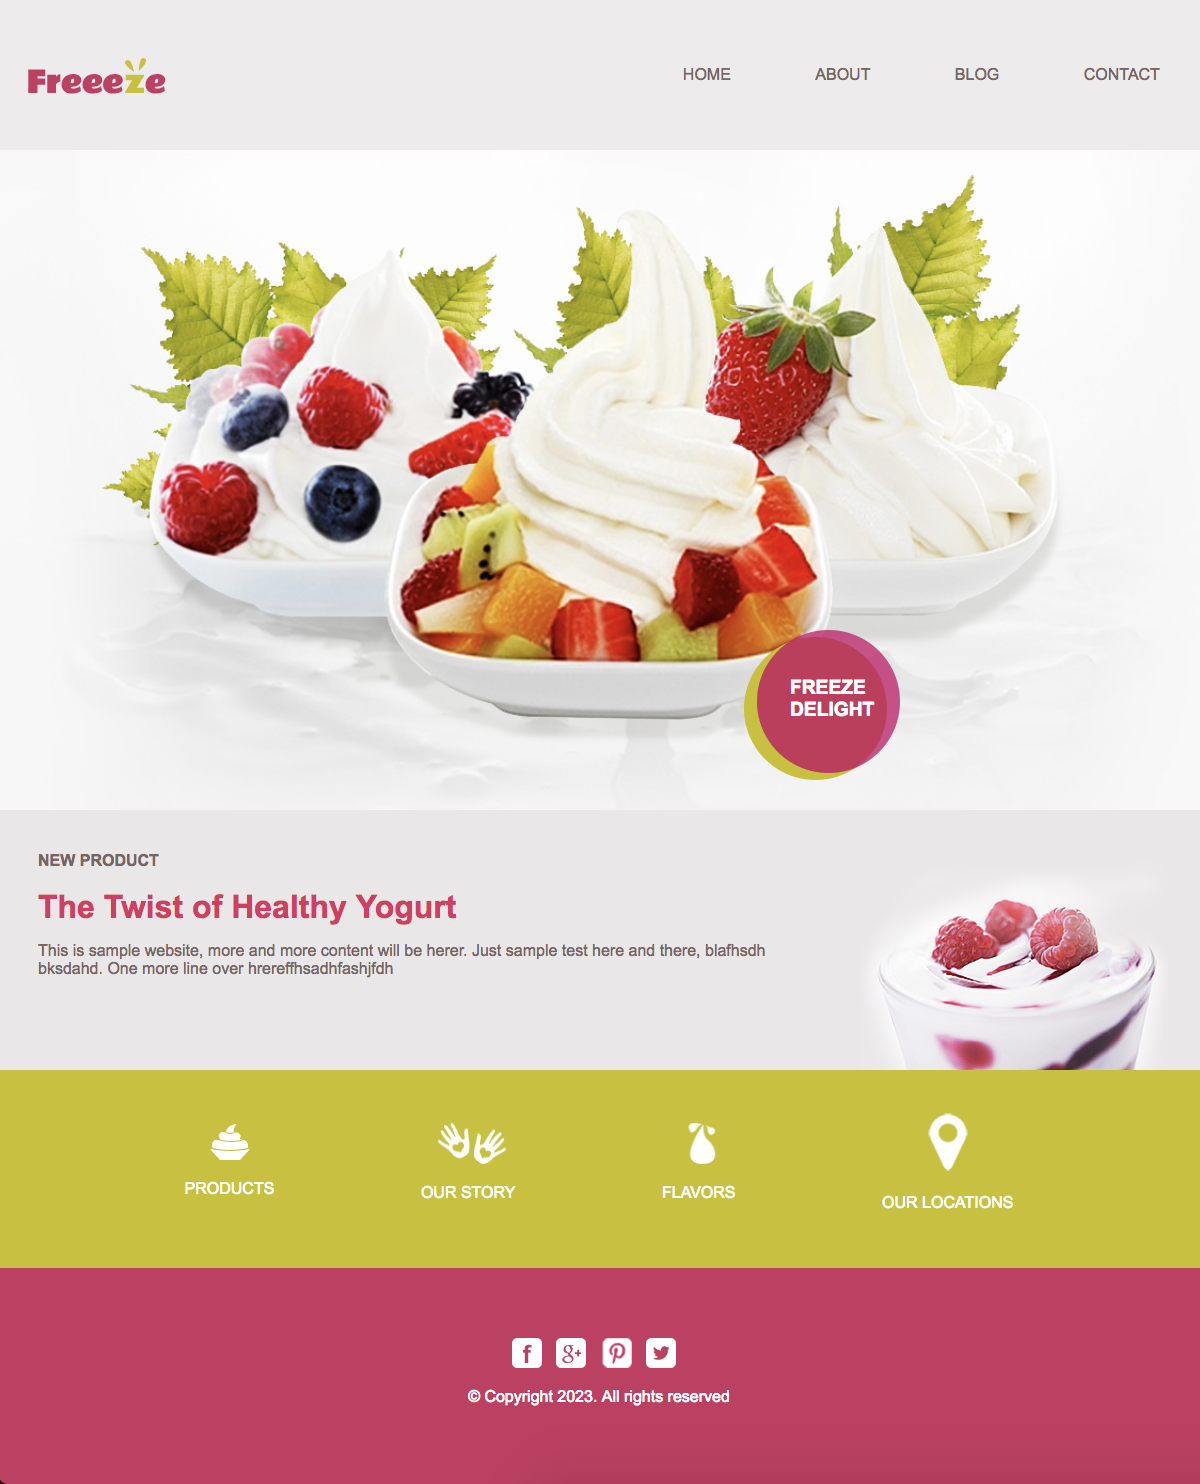 Freeeze
HOME
ABOUT
BLOG
CONTACT
FREEZE
DELIGHT
NEW PRODUCT
The Twist of Healthy Yogurt
This is sample website, more and more content will be herer. Just sample test here and there, blafhsdh
bksdahd. One more line over hrereffhsadhfashjfdh
PRODUCTS
OUR STORY
FLAVORS
OUR LOCATIONS
© Copyright 2023. All rights reserved